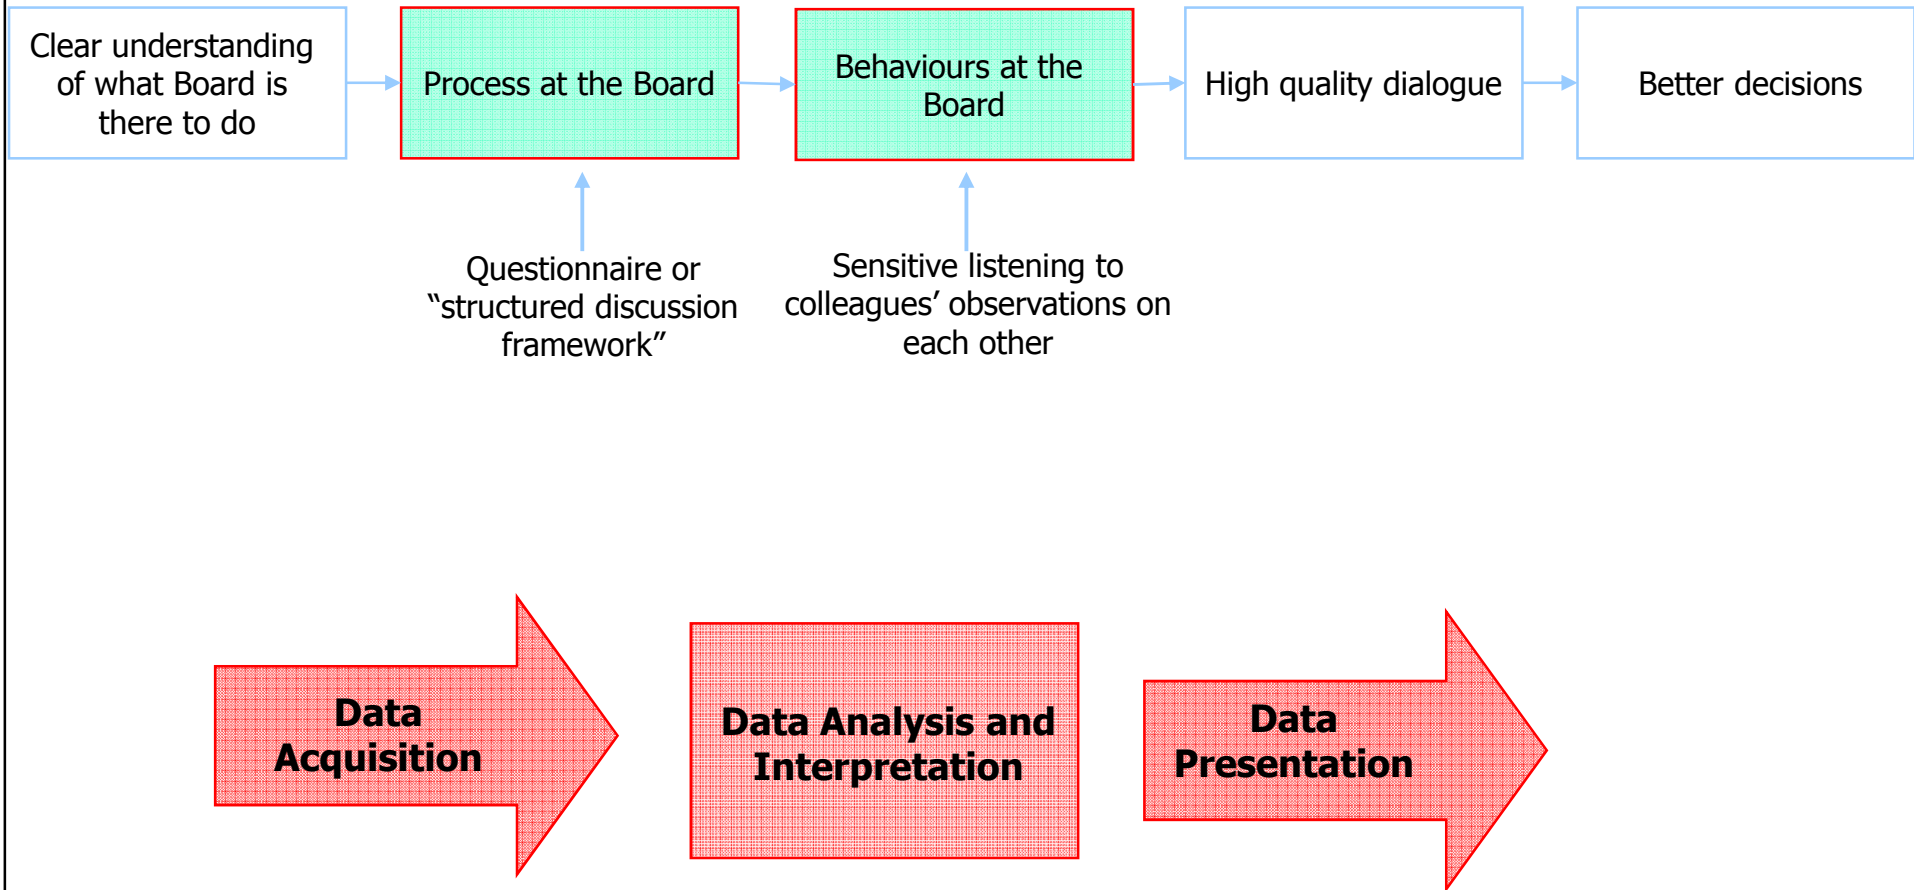 Clear understanding
of what Board is
there to do
Process at the Board
Behaviours at the
Board
High quality dialogue
Better decisions
Questionnaire or
“structured discussion
framework”
Sensitive listening to
colleagues’ observations on
each other
Data
Acquisition
Data Analysis and
Interpretation
Data
Presentation